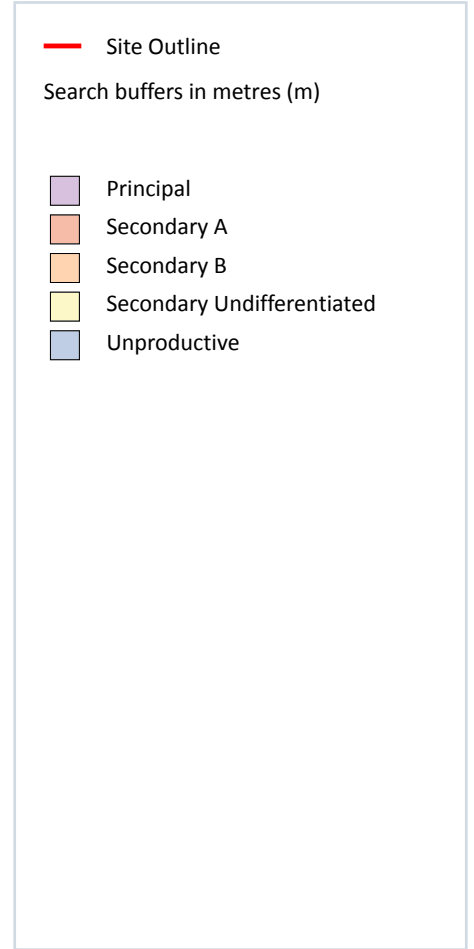 Site Outline
Search buffers in metres (m)
Principal
Secondary A
Secondary B
Secondary Undifferentiated
Unproductive